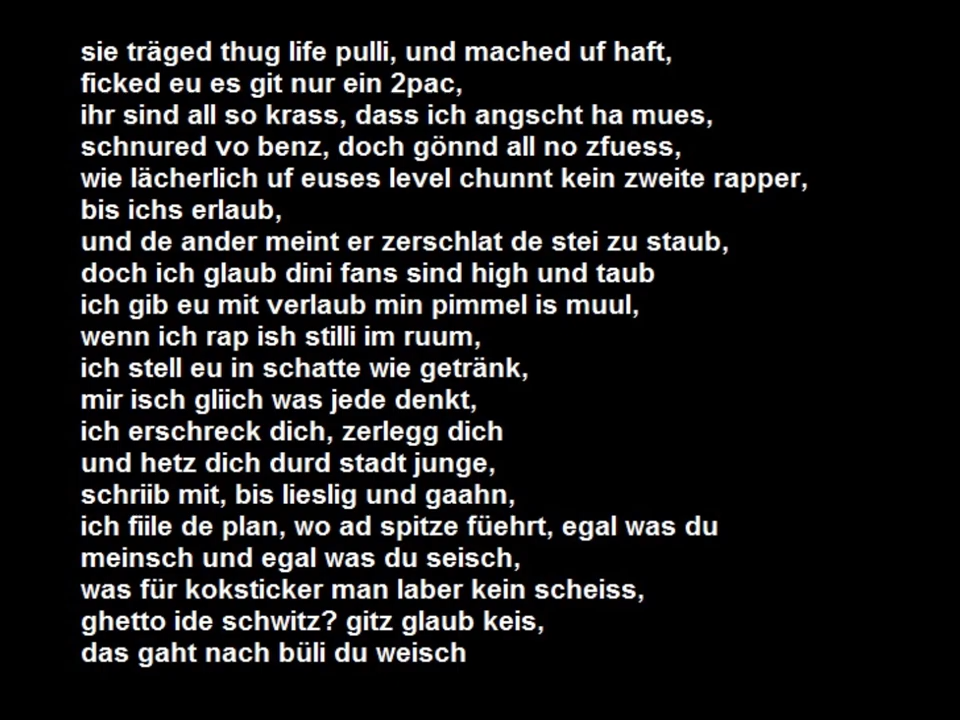 sie träged thug life pulli, und mached uf haft,
ficked eu es git nur ein 2pac,
ihr sind all so krass, dass ich angscht ha mues,
schnured vo benz, doch gönnd all no zfuess,
wie lächerlich uf euses level chunnt kein zweite rapper,
bis ichs erlaub,
und de ander meint er zerschlat de stei zu staub,
doch ich glaub dini fans sind high und taub
ich gib eu mit verlaub min pimmel is muul,
wenn ich rap ish stilli im ruum,
ich stell eu in schatte wie getränk,
mir isch gliich was jede denkt,
ich erschreck dich, zerlegg dich
und hetz dich durd stadt junge,
schriib mit, bis lieslig und gaahn,
ich fiile de plan, wo ad spitze füehrt, egal was du
meinsch und egal was du seisch,
was für koksticker man laber kein scheiss,
ghetto ide schwitz? gitz glaub keis,
das gaht nach büli du weisch